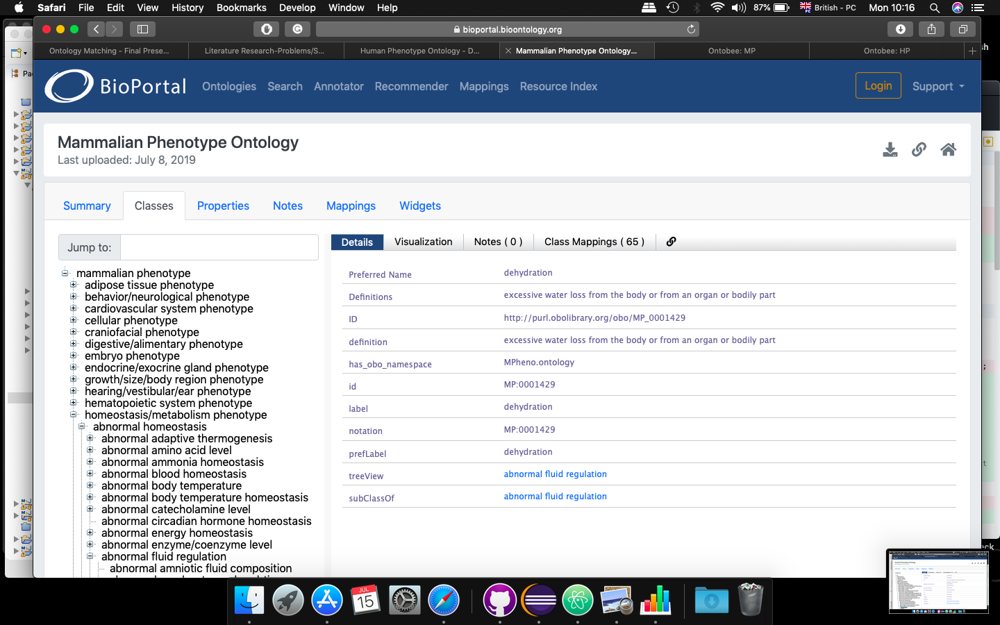 Safari File Edit View History Bookmarks Develop Window Help 87% British - PC Mon 10:16
bioportal.bioontology.org
Ontology Matching - Final Prese... Literature Research-Problems/S... Human Phenotype Ontology - D... Mammalian Phenotype Ontology... Ontobee: MP Ontobee: HP
BioPortal Ontologies Search Annotator Recommender Mappings Resource Index Login Support
Mammalian Phenotype Ontology
Last uploaded: July 8, 2019
Summary Classes Properties Notes Mappings Widgets
Jump to:
mammalian phenotype
adipose tissue phenotype
behavior/neurological phenotype
cardiovascular system phenotype
cellular phenotype
craniofacial phenotype
digestive/alimentary phenotype
embryo phenotype
endocrine/exocrine gland phenotype
growth/size/body region phenotype
hearing/vestibular/ear phenotype
hematopoietic system phenotype
homeostasis/metabolism phenotype
abnormal homeostasis
abnormal adaptive thermogenesis
abnormal amino acid level
abnormal ammonia homeostasis
abnormal blood homeostasis
abnormal body temperature
abnormal body temperature homeostasis
abnormal catecholamine level
abnormal circadian hormone homeostasis
abnormal energy homeostasis
abnormal enzyme/coenzyme level
abnormal fluid regulation
abnormal amniotic fluid composition
Details Visualization Notes ( 0 ) Class Mappings ( 65 )
Preferred Name dehydration
Definitions excessive water loss from the body or from an organ or bodily part
ID http://purl.obolibrary.org/obo/MP_0001429
definition excessive water loss from the body or from an organ or bodily part
has_obo_namespace MPheno.ontology
id MP:0001429
label dehydration
notation MP:0001429
prefLabel dehydration
treeView abnormal fluid regulation
subClassOf abnormal fluid regulation
JUL
15